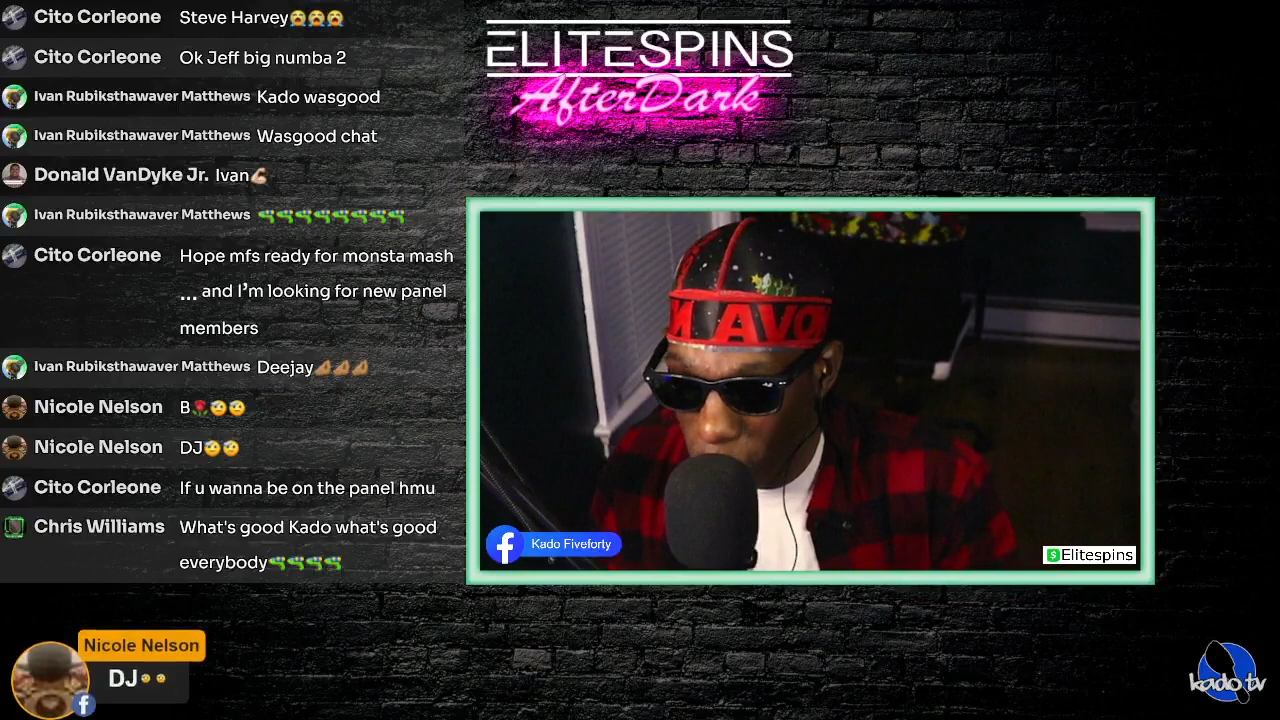 Cito Corleone Steve Harvey😭😭😭
Cito Corleone Ok Jeff big numba 2
Ivan Rubiksthawaver Matthews Kado wasgood
Ivan Rubiksthawaver Matthews Wasgood chat
Donald VanDyke Jr. Ivan💪🏼
Ivan Rubiksthawaver Matthews 🔫🔫🔫🔫🔫🔫🔫🔫
Cito Corleone Hope mfs ready for monsta mash
... and I'm looking for new panel
members
Ivan Rubiksthawaver Matthews Deejay🤌🏽🤌🏽🤌🏽
Nicole Nelson B🌹🫡🫡
Nicole Nelson DJ🫡🫡
Cito Corleone If u wanna be on the panel hmu
Chris Williams What's good Kado what's good
everybody🔫🔫🔫🔫
Nicole Nelson
DJ🫡🫡
ELITESPINS
AfterDark
Kado Fiveforty
$Elitespins
kado tv